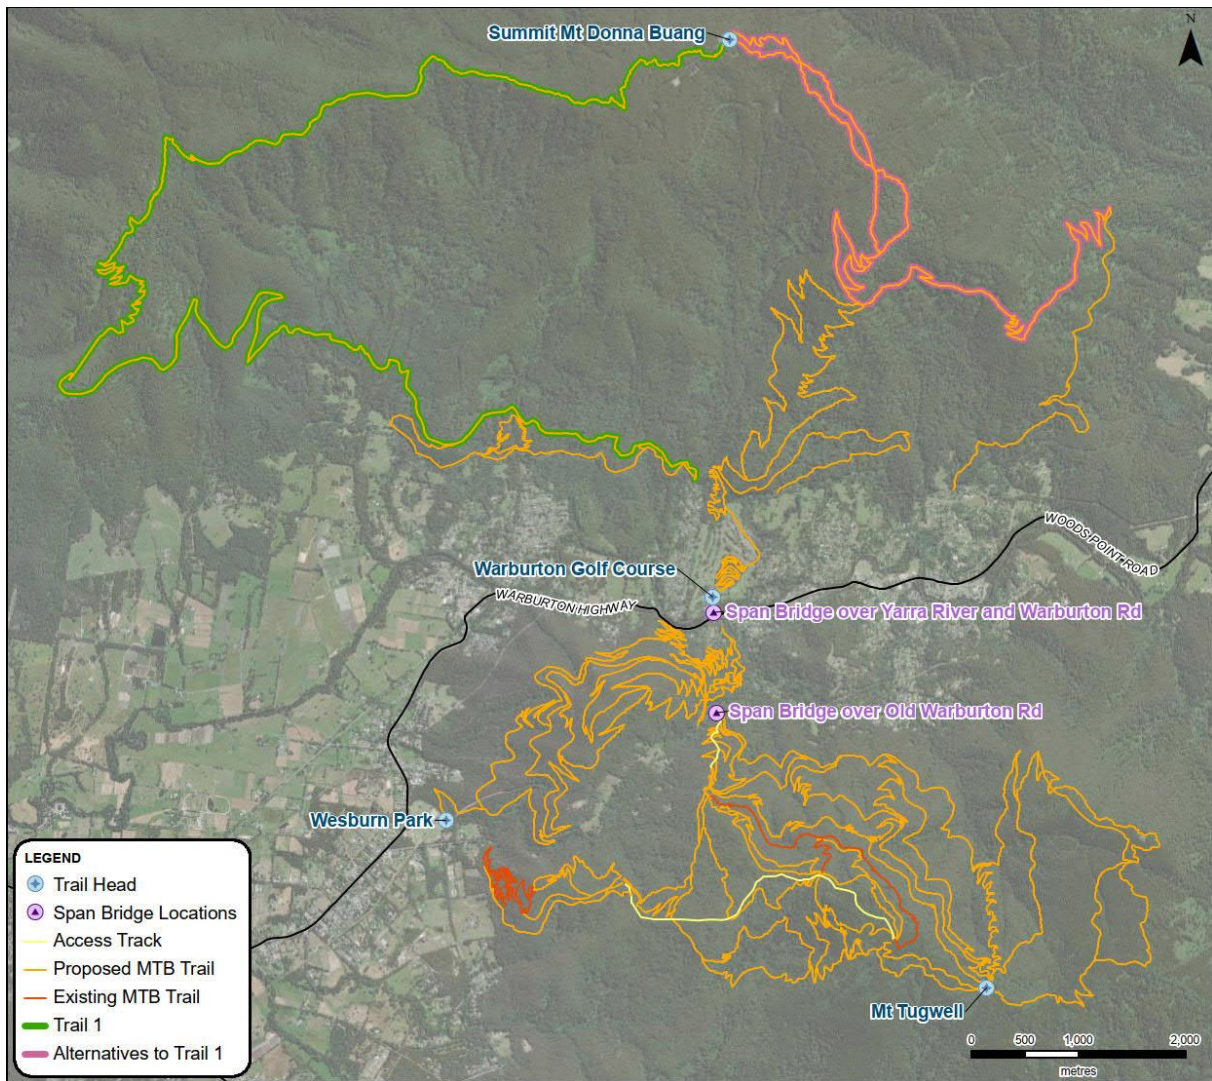 N
Summit Mt Donna Buang
WOODS POINT ROAD
Warburton Golf Course
WARBURTON HIGHWAY
Span Bridge over Yarra River and Warburton Rd
Span Bridge over Old Warburton Rd
Wesburn Park
Mt Tugwell
LEGEND
Trail Head
Span Bridge Locations
Access Track
Proposed MTB Trail
Existing MTB Trail
Trail 1
Alternatives to Trail 1
0 500 1,000 2,000
metres